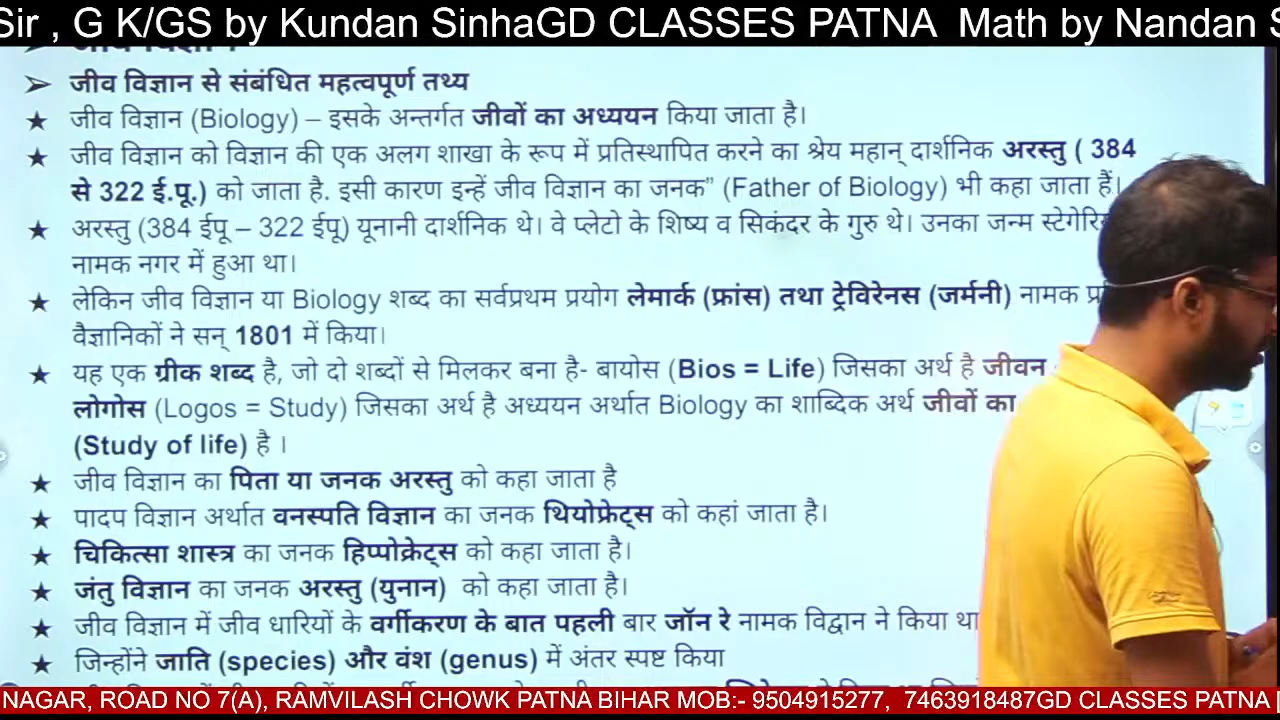 Sir , G K/GS by Kundan SinhaGD CLASSES PATNA Math by Nandan S
➢ जीव विज्ञान से संबंधित महत्वपूर्ण तथ्य
★ जीव विज्ञान (Biology) – इसके अन्तर्गत जीवों का अध्ययन किया जाता है।
★ जीव विज्ञान को विज्ञान की एक अलग शाखा के रूप में प्रतिस्थापित करने का श्रेय महान् दार्शनिक अरस्तु ( 384
से 322 ई.पू.) को जाता है. इसी कारण इन्हें जीव विज्ञान का जनक” (Father of Biology) भी कहा जाता हैं।
★ अरस्तु (384 ईपू – 322 ईपू) यूनानी दार्शनिक थे। वे प्लेटो के शिष्य व सिकंदर के गुरु थे। उनका जन्म
नामक नगर में हुआ था।
★ लेकिन जीव विज्ञान या Biology शब्द का सर्वप्रथम प्रयोग लेमार्क (फ्रांस) तथा ट्रेविरेनस (जर्मनी) नामक
वैज्ञानिकों ने सन् 1801 में किया।
★ यह एक ग्रीक शब्द है, जो दो शब्दों से मिलकर बना है- बायोस (Bios = Life) जिसका अर्थ है जीवन
लोगोस (Logos = Study) जिसका अर्थ है अध्ययन अर्थात Biology का शाब्दिक अर्थ जीवों का
(Study of life) है ।
★ जीव विज्ञान का पिता या जनक अरस्तु को कहा जाता है
★ पादप विज्ञान अर्थात वनस्पति विज्ञान का जनक थियोफ्रेट्स को कहां जाता है।
★ चिकित्सा शास्त्र का जनक हिप्पोक्रेट्स को कहा जाता है।
★ जंतु विज्ञान का जनक अरस्तु (युनान) को कहा जाता है।
★ जीव विज्ञान में जीव धारियों के वर्गीकरण के बात पहली बार जॉन रे नामक विद्वान ने किया था
★ जिन्होंने जाति (species) और वंश (genus) में अंतर स्पष्ट किया
NAGAR, ROAD NO 7(A), RAMVILASH CHOWK PATNA BIHAR MOB:- 9504915277, 7463918487GD CLASSES PATNA